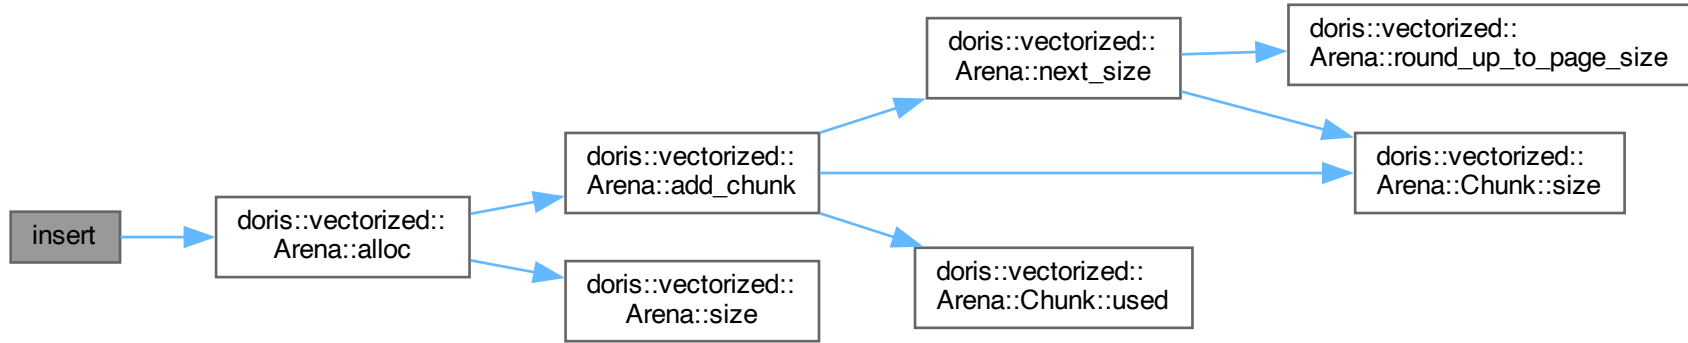 insert
doris::vectorized::
Arena::alloc
doris::vectorized::
Arena::add_chunk
doris::vectorized::
Arena::size
doris::vectorized::
Arena::next_size
doris::vectorized::
Arena::Chunk::used
doris::vectorized::
Arena::round_up_to_page_size
doris::vectorized::
Arena::Chunk::size